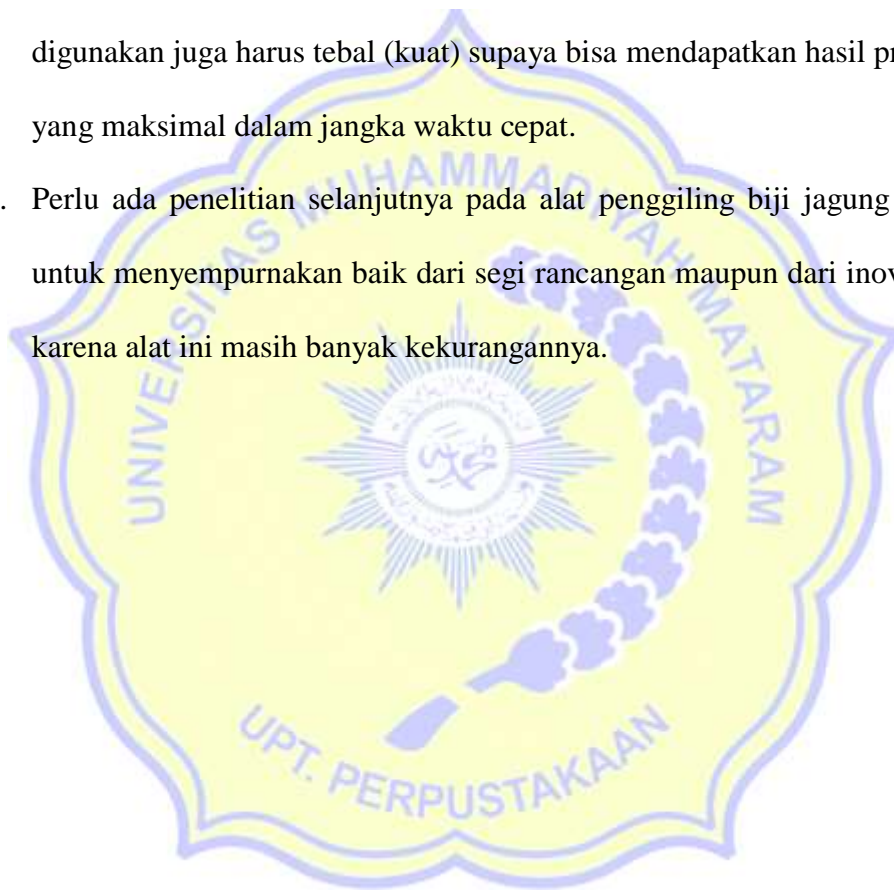 digunakan juga harus tebal (kuat) supaya bisa mendapatkan hasil
yang maksimal dalam jangka waktu cepat.
. Perlu ada penelitian selanjutnya pada alat penggiling biji jagung
untuk menyempurnakan baik dari segi rancangan maupun dari
karena alat ini masih banyak kekurangannya.
UNIVERSITAS MUHAMMADIYAH MATARAM
UPT. PERPUSTAKAAN